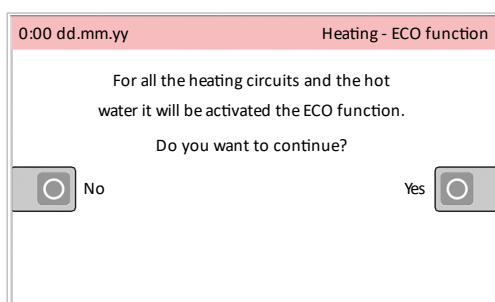 0:00 dd.mm.yy Heating - ECO function
For all the heating circuits and the hot
water it will be activated the ECO function.
Do you want to continue?
No Yes